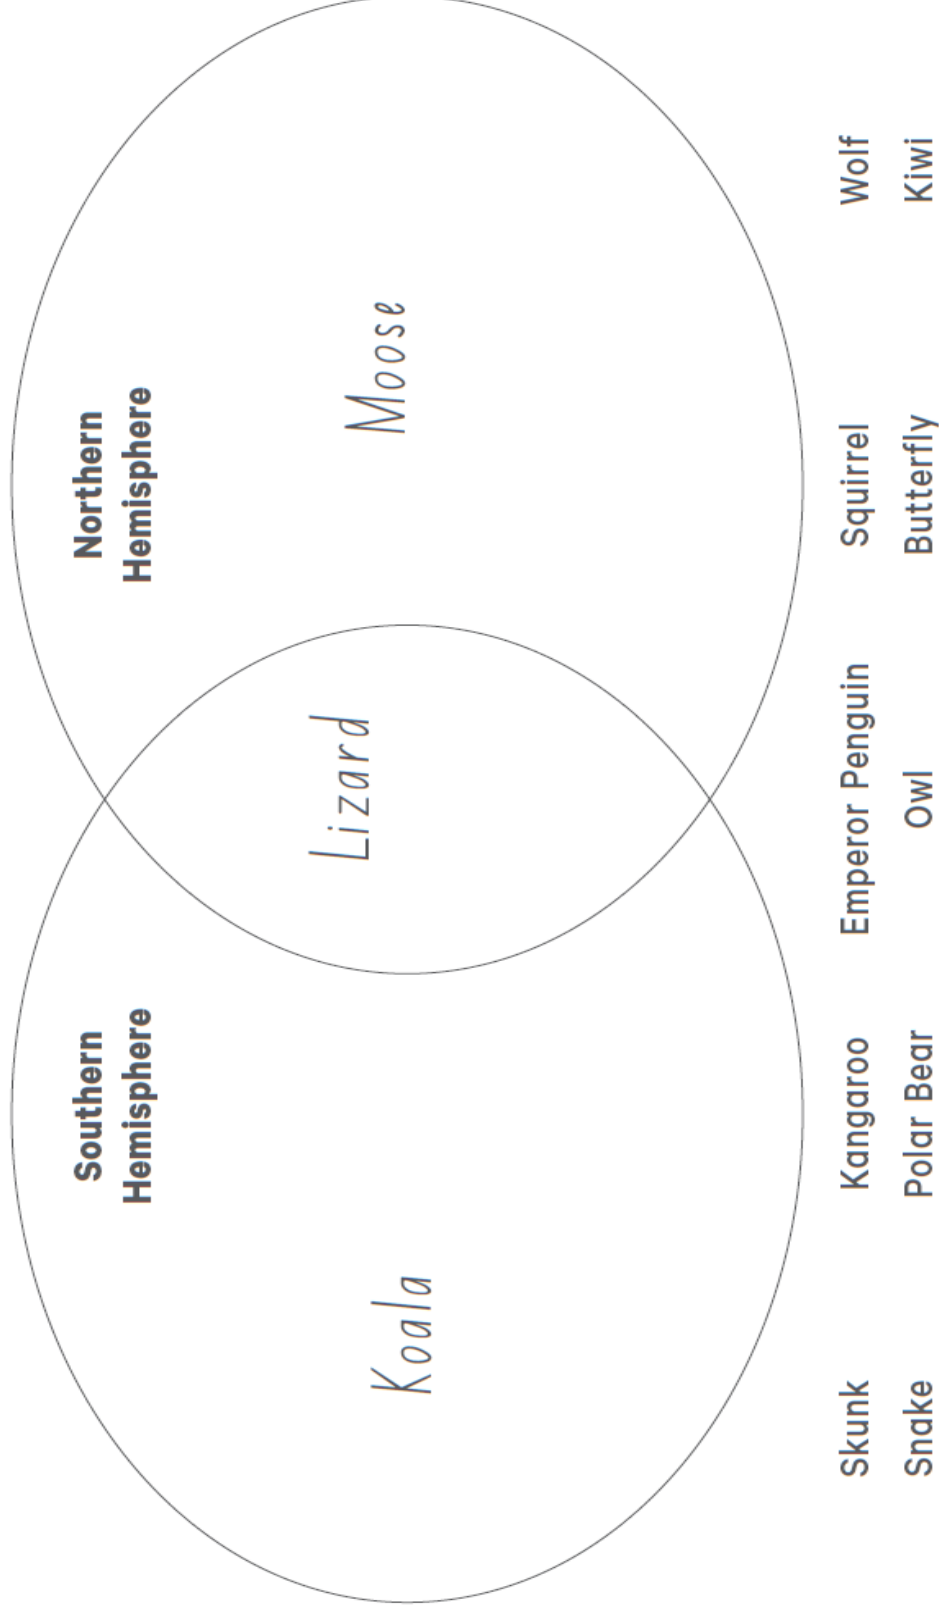 Southern
Hemisphere
Northern
Hemisphere
Koala
Lizard
Moose
Skunk Kangaroo Emperor Penguin Squirrel Wolf
Snake Polar Bear Owl Butterfly Kiwi